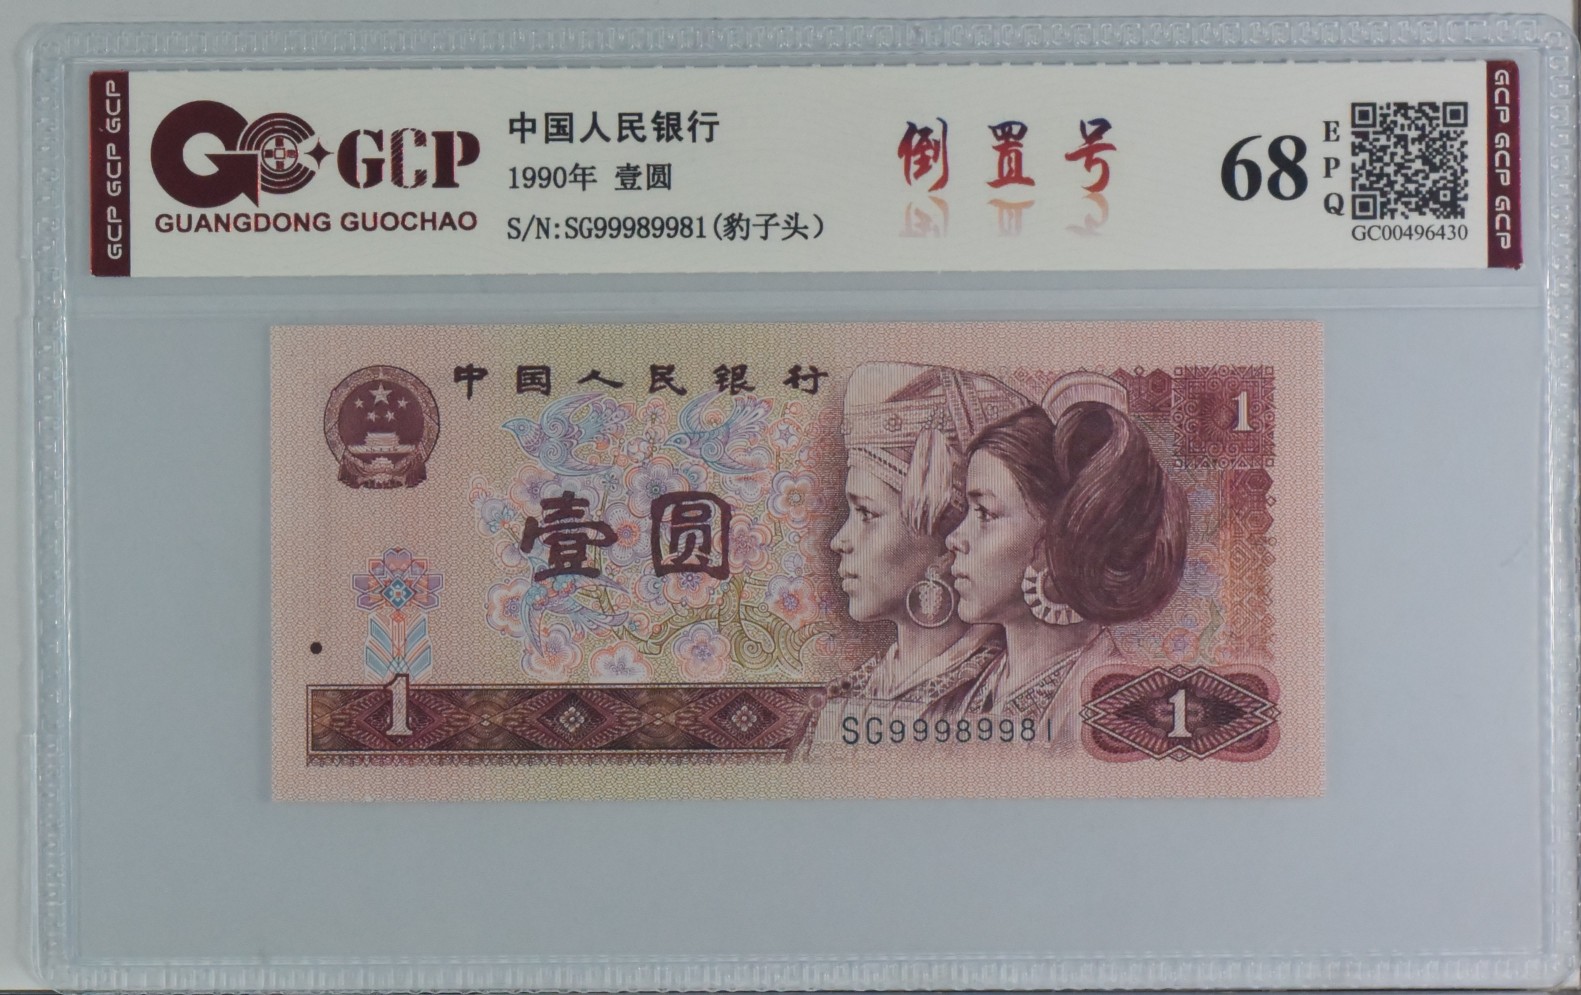 GCP GCP GCP
GCP
GUANGDONG GUOCHAO
中国人民银行
1990年 壹圆
S/N:SG99989981(豹子头)
倒置号
68
EPQ
GC00496430
GCP GCP GCP
中国人民银行
1
壹圆
1
SG99989981
1